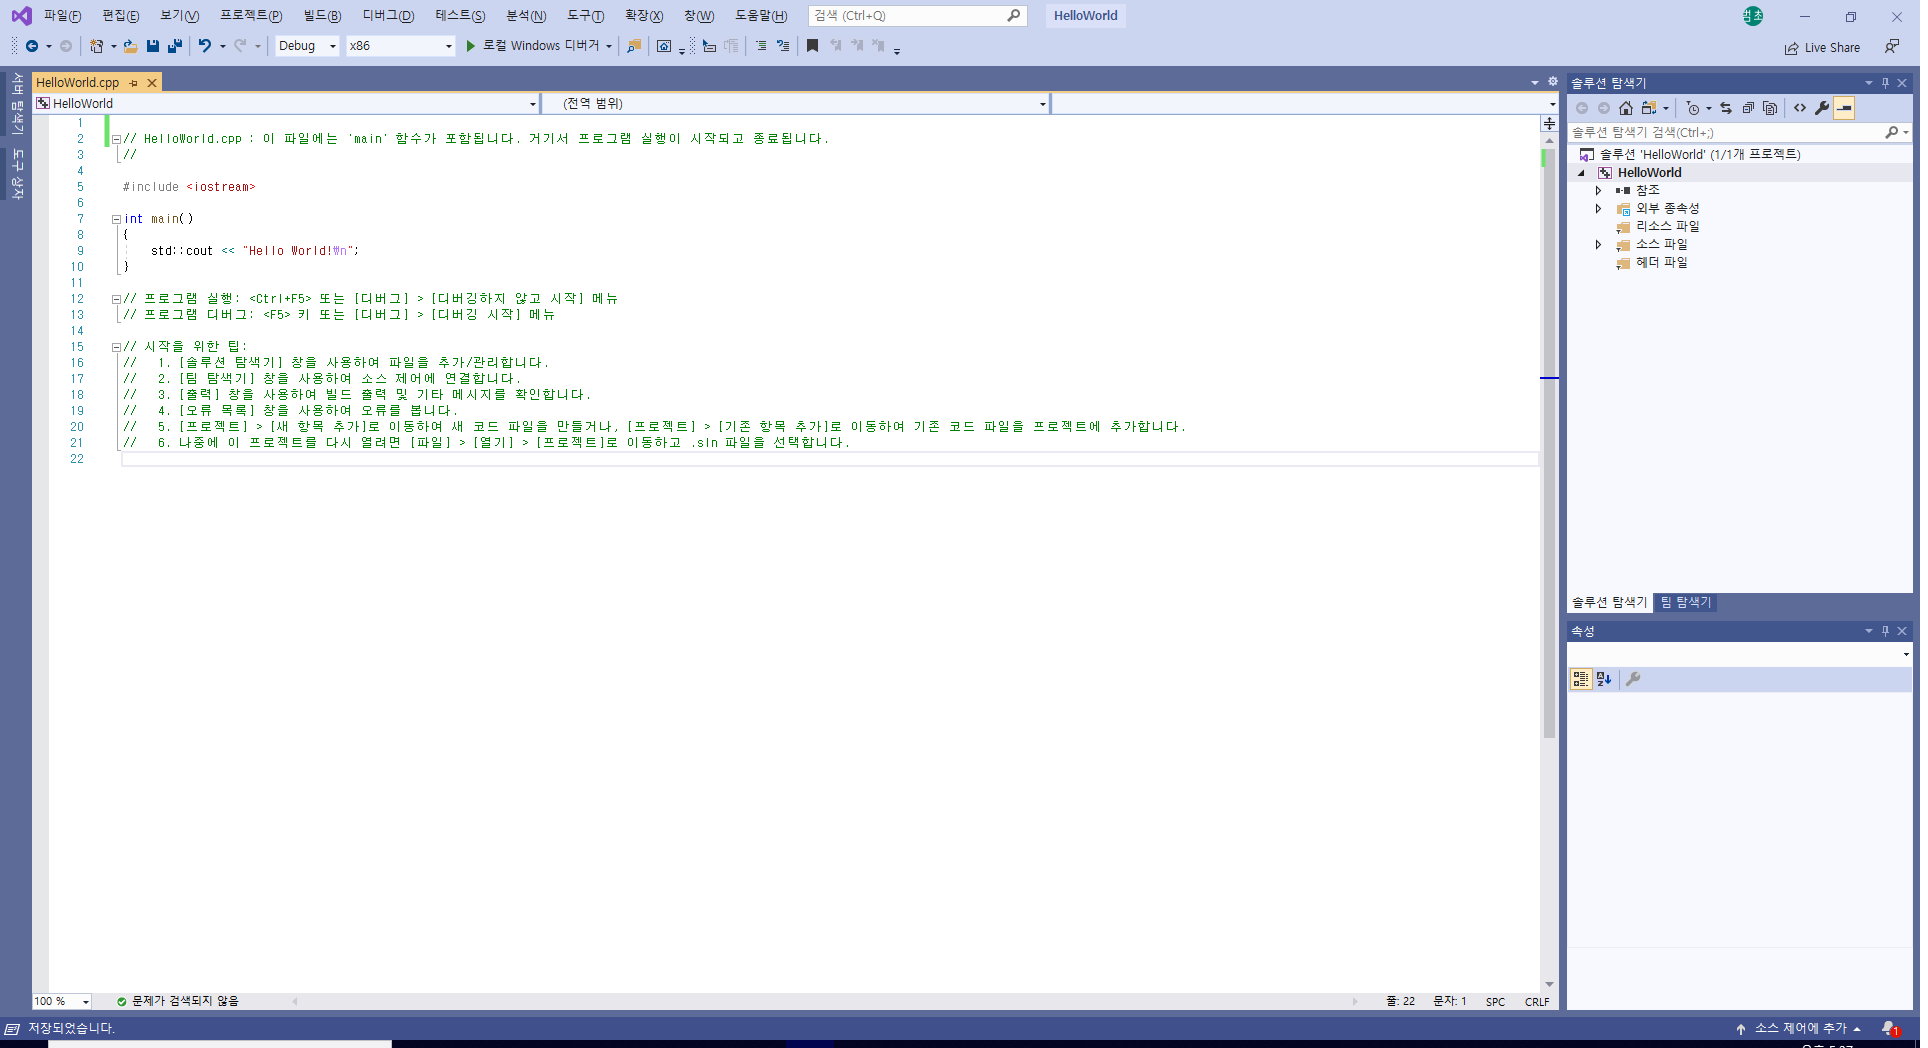 파일(F) 편집(E) 보기(V) 프로젝트(P) 빌드(B) 디버그(D) 테스트(S) 분석(N) 도구(T) 확장(X) 창(W) 도움말(H) 검색 (Ctrl+Q) HelloWorld 범초
Debug x86 로컬 Windows 디버거 Live Share
서버 탐색기
도구 상자
HelloWorld.cpp
HelloWorld (전역 범위)
1
2 // HelloWorld.cpp : 이 파일에는 'main' 함수가 포함됩니다. 거기서 프로그램 실행이 시작되고 종료됩니다.
3 //
4
5 #include <iostream>
6
7 int main()
8 {
9 std::cout << "Hello World!₩n";
10 }
11
12 // 프로그램 실행: <Ctrl+F5> 또는 [디버그] > [디버깅하지 않고 시작] 메뉴
13 // 프로그램 디버그: <F5> 키 또는 [디버그] > [디버깅 시작] 메뉴
14
15 // 시작을 위한 팁:
16 // 1. [솔루션 탐색기] 창을 사용하여 파일을 추가/관리합니다.
17 // 2. [팀 탐색기] 창을 사용하여 소스 제어에 연결합니다.
18 // 3. [출력] 창을 사용하여 빌드 출력 및 기타 메시지를 확인합니다.
19 // 4. [오류 목록] 창을 사용하여 오류를 봅니다.
20 // 5. [프로젝트] > [새 항목 추가]로 이동하여 새 코드 파일을 만들거나, [프로젝트] > [기존 항목 추가]로 이동하여 기존 코드 파일을 프로젝트에 추가합니다.
21 // 6. 나중에 이 프로젝트를 다시 열려면 [파일] > [열기] > [프로젝트]로 이동하고 .sln 파일을 선택합니다.
22
100 % 문제가 검색되지 않음 줄: 22 문자: 1 SPC CRLF
솔루션 탐색기
솔루션 탐색기 검색(Ctrl+;)
솔루션 'HelloWorld' (1/1개 프로젝트)
HelloWorld
참조
외부 종속성
리소스 파일
소스 파일
헤더 파일
솔루션 탐색기 팀 탐색기
속성
저장되었습니다. 소스 제어에 추가 1